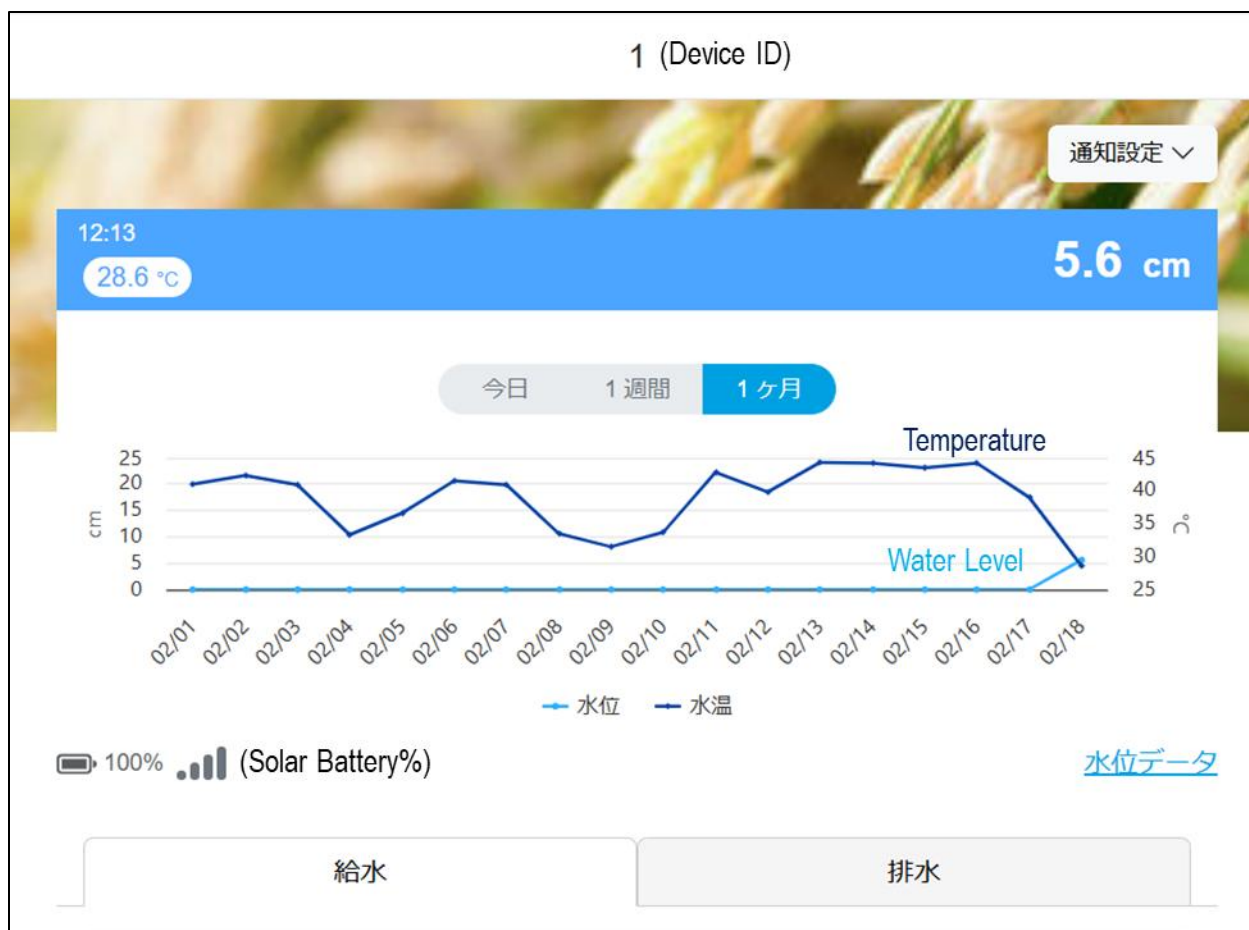 1 (Device ID)
通知設定
12:13
28.6 °C
5.6 cm
今日 1 週間 1 ケ月
Temperature
Water Level
cm
25
20
15
10
5
0
°C
45
40
35
30
25
02/01 02/02 02/03 02/04 02/05 02/06 02/07 02/08 02/09 02/10 02/11 02/12 02/13 02/14 02/15 02/16 02/17 02/18
水位 水温
100% (Solar Battery%)
水位データ
給水 排水